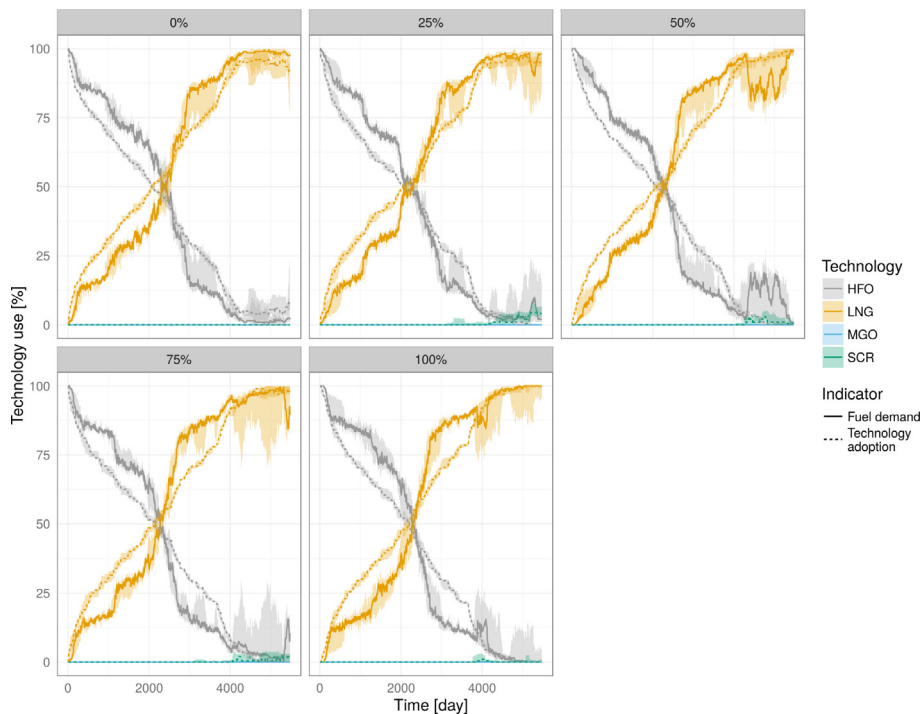 0%
25%
50%
100
75
50
25
0
Technology use [%]
75%
100%
100
75
50
25
0
0
2000
4000
0
2000
4000
Time [day]
Technology
HFO
LNG
MGO
SCR
Indicator
Fuel demand
Technology
adoption